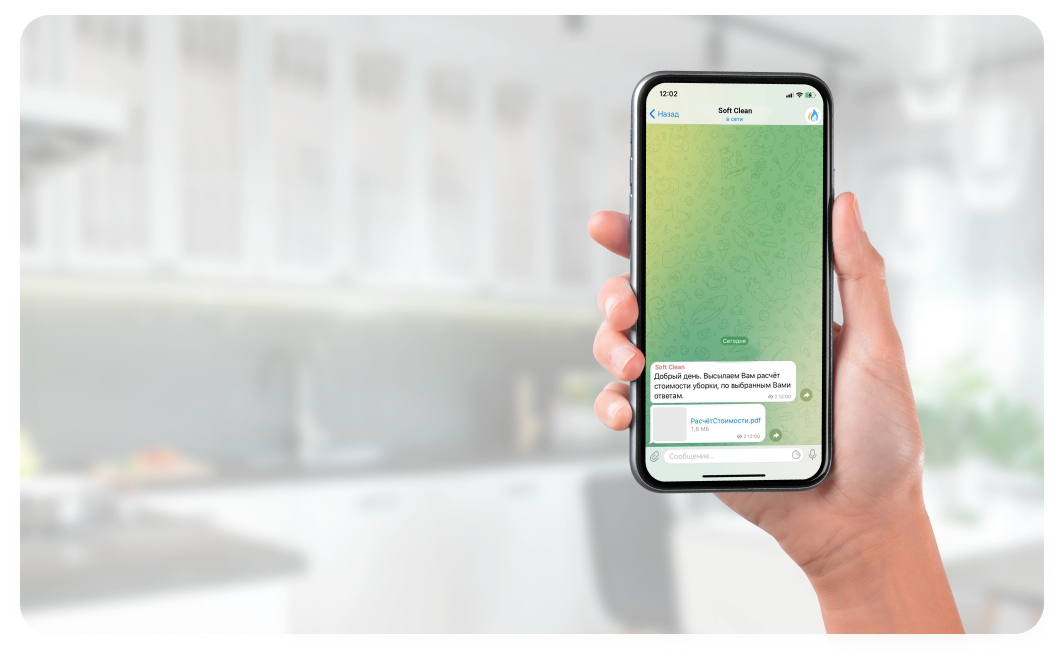 12:02
Назад
Soft Clean
в сети
Сегодня
Soft Clean
Добрый день. Высылаем Вам расчёт
стоимости уборки, по выбранным Вами
ответам.
2 12:00
РасчётСтоимости.pdf
1,6 МБ
2 12:00
Сообщение...